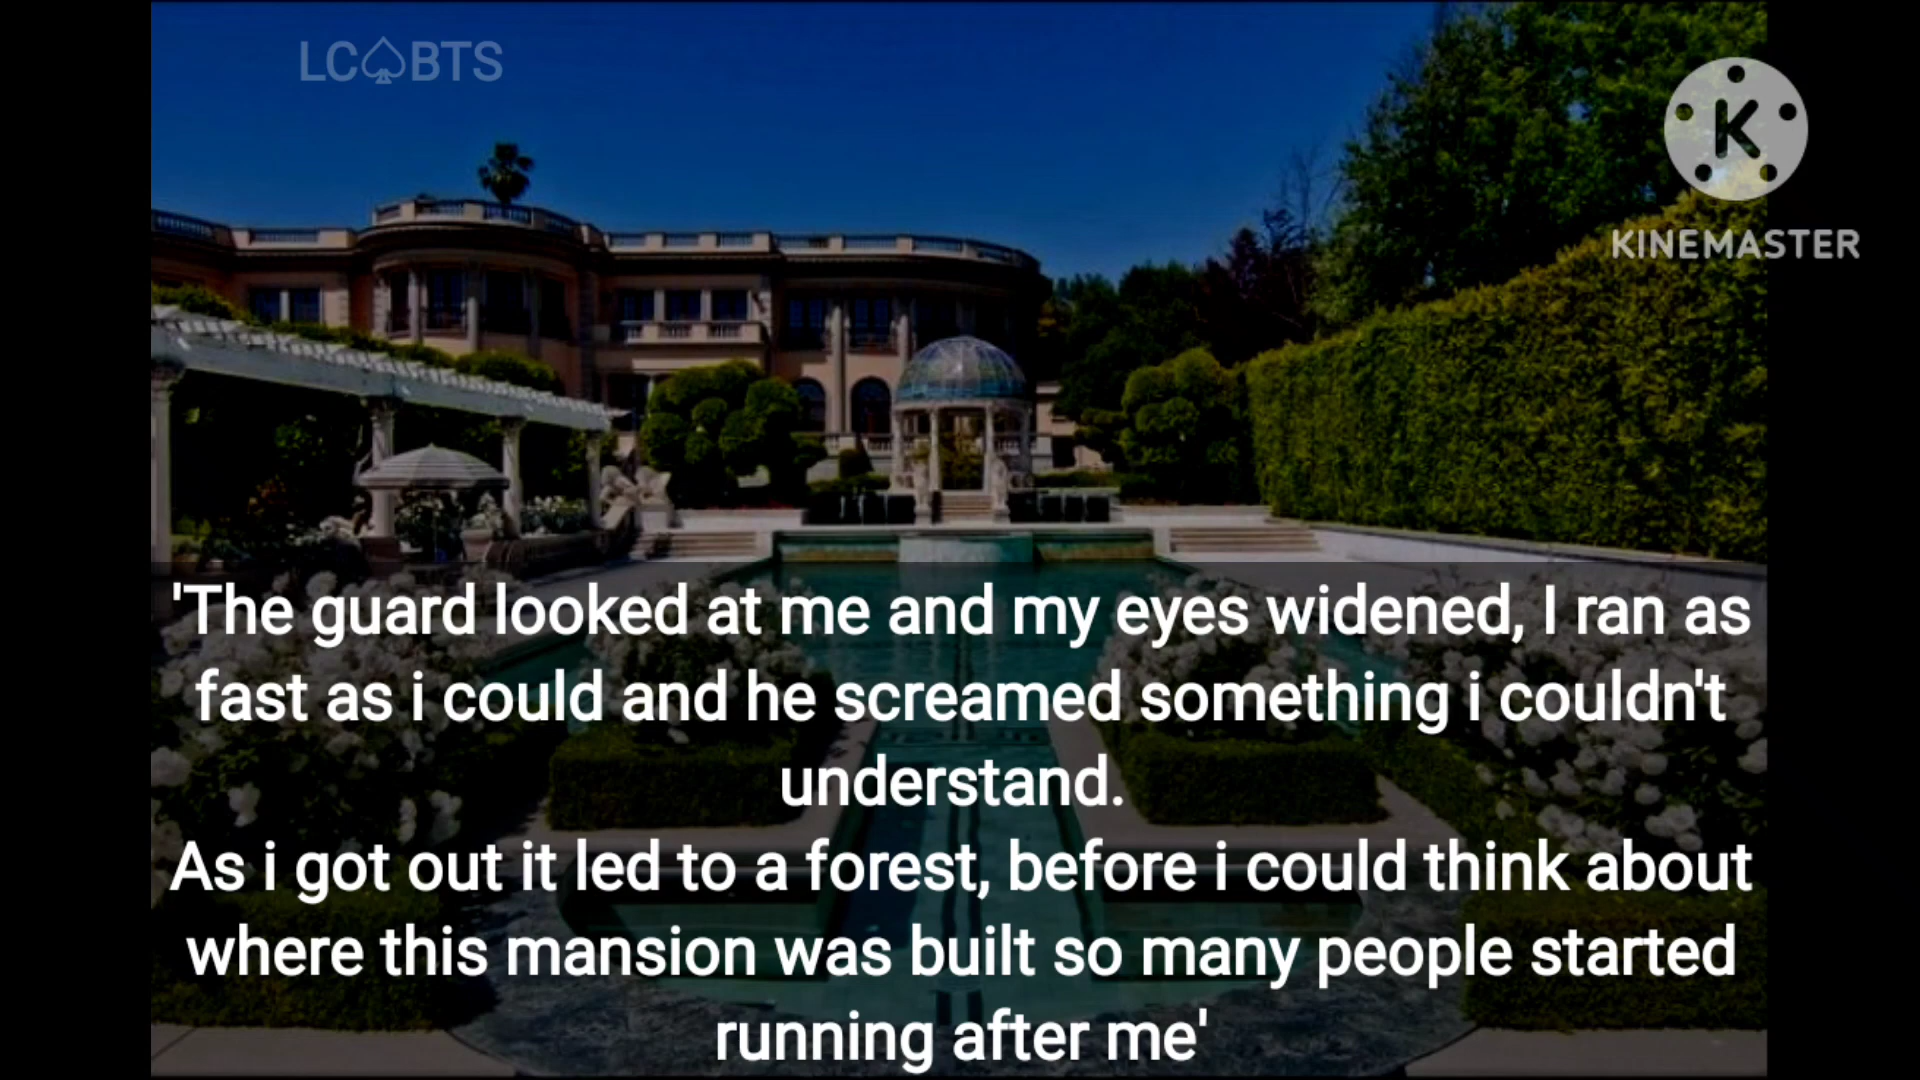 LC♤BTS
K
KINEMASTER
'The guard looked at me and my eyes widened, I ran as
fast as i could and he screamed something i couldn't
understand.
As i got out it led to a forest, before i could think about
where this mansion was built so many people started
running after me'